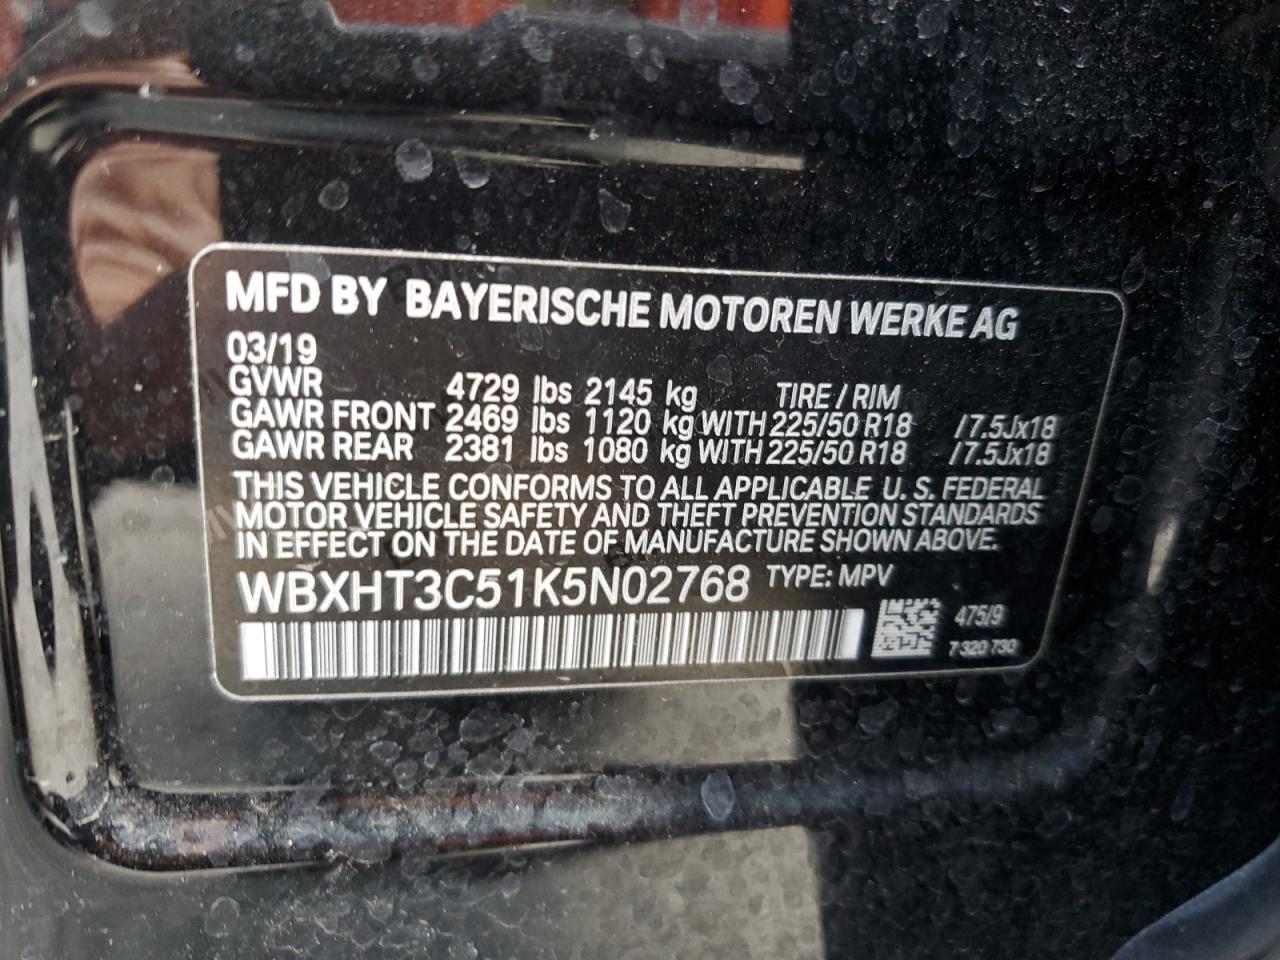 MFD BY BAYERISCHE MOTOREN WERKE AG
03/19
GVWR 4729 lbs 2145 kg TIRE / RIM
GAWR FRONT 2469 lbs 1120 kg WITH 225/50 R18 / 7.5Jx18
GAWR REAR 2381 lbs 1080 kg WITH 225/50 R18 / 7.5Jx18
THIS VEHICLE CONFORMS TO ALL APPLICABLE U. S. FEDERAL
MOTOR VEHICLE SAFETY AND THEFT PREVENTION STANDARDS
IN EFFECT ON THE DATE OF MANUFACTURE SHOWN ABOVE.
WBXHT3C51K5N02768 TYPE: MPV
475/9
7 320 730